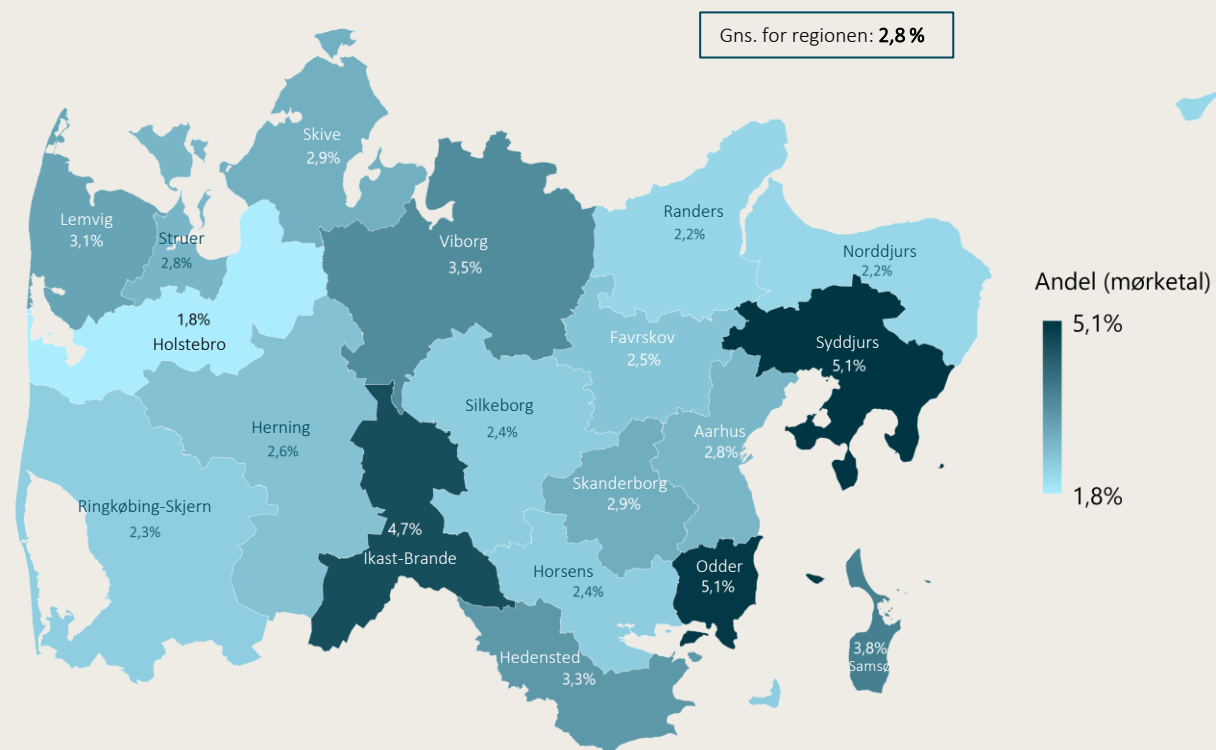 Gns. for regionen: 2,8 %
Skive
2,9%
Lemvig
3,1%
Struer
2,8%
Viborg
3,5%
Randers
2,2%
Norddjurs
2,2%
1,8%
Holstebro
Favrskov
2,5%
Syddjurs
5,1%
Andel (mørketal)
5,1%
1,8%
Herning
2,6%
Silkeborg
2,4%
Aarhus
2,8%
Ringkøbing-Skjern
2,3%
Skanderborg
2,9%
4,7%
Ikast-Brande
Horsens
2,4%
Odder
5,1%
Hedensted
3,3%
3,8%
Samsø